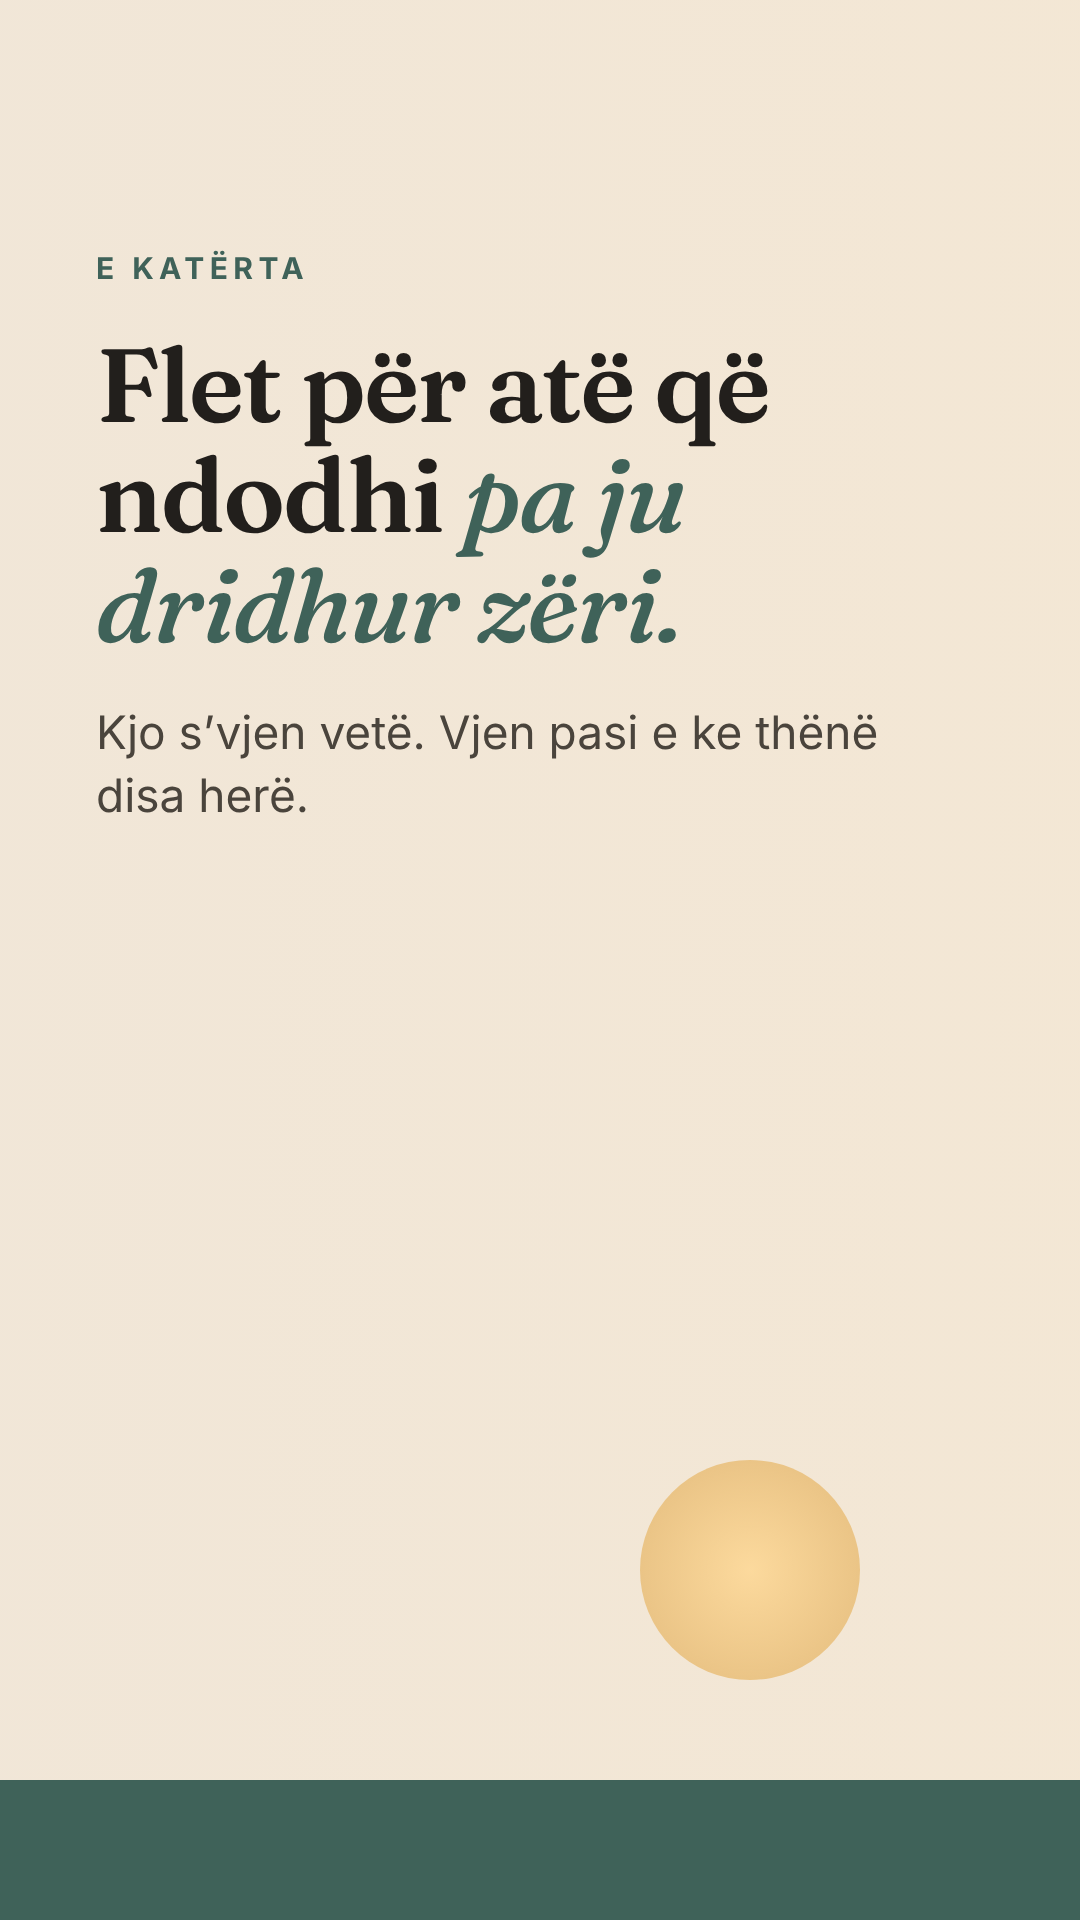 E KATËRTA
Flet për atë që
ndodhi pa ju
dridhur zëri.
Kjo s’vjen vetë. Vjen pasi e ke thënë
disa herë.